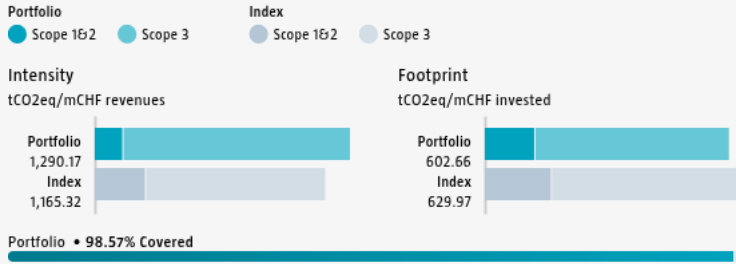 Portfolio
Scope 1&2 Scope 3
Index
Scope 1&2 Scope 3
Intensity
tCO2eq/mCHF revenues
Portfolio
1,290.17
Index
1,165.32
Footprint
tCO2eq/mCHF invested
Portfolio
602.66
Index
629.97
Portfolio • 98.57% Covered